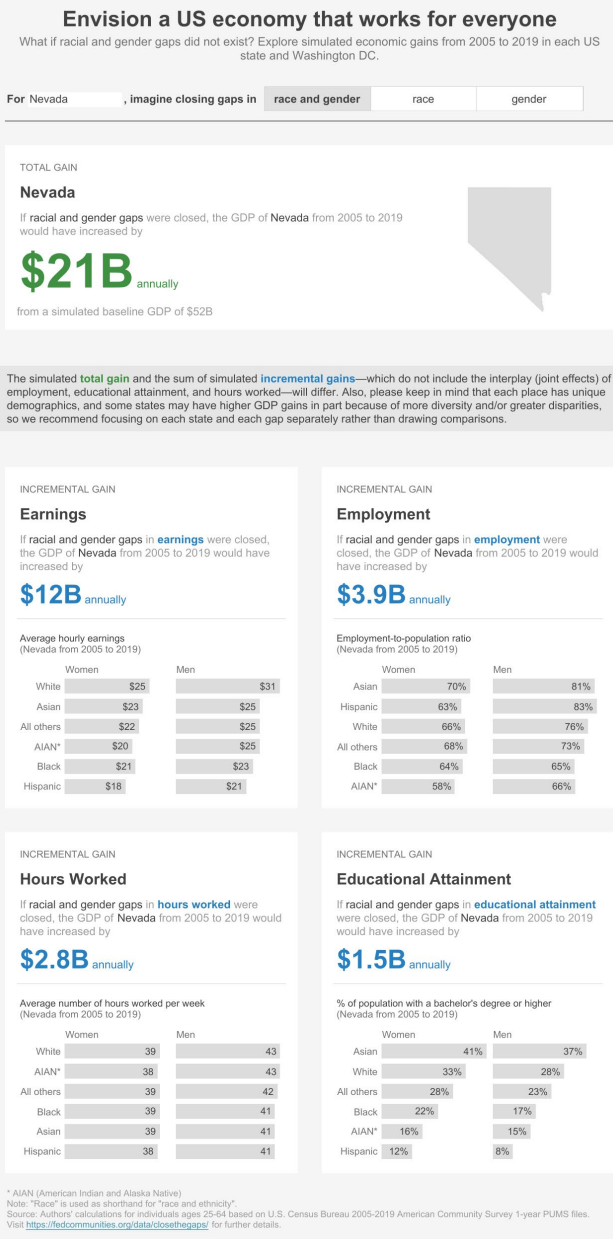 Envision a US economy that works for everyone
What if racial and gender gaps did not exist? Explore simulated economic gains from 2005 to 2019 in each US
state and Washington DC.
For Nevada , imagine closing gaps in race and gender race gender
TOTAL GAIN
Nevada
If racial and gender gaps were closed, the GDP of Nevada from 2005 to 2019
would have increased by
$21B annually
from a simulated baseline GDP of $52B
The simulated total gain and the sum of simulated incremental gains—which do not include the interplay (joint effects) of
employment, educational attainment, and hours worked—will differ. Also, please keep in mind that each place has unique
demographics, and some states may have higher GDP gains in part because of more diversity and/or greater disparities,
so we recommend focusing on each state and each gap separately rather than drawing comparisons.
INCREMENTAL GAIN
Earnings
If racial and gender gaps in earnings were closed,
the GDP of Nevada from 2005 to 2019 would have
increased by
$12B annually
Average hourly earnings
(Nevada from 2005 to 2019)
Women Men
White $25 $31
Asian $23 $25
All others $22 $25
AIAN* $20 $25
Black $21 $23
Hispanic $18 $21
INCREMENTAL GAIN
Employment
If racial and gender gaps in employment were
closed, the GDP of Nevada from 2005 to 2019 would
have increased by
$3.9B annually
Employment-to-population ratio
(Nevada from 2005 to 2019)
Women Men
Asian 70% 81%
Hispanic 63% 83%
White 66% 76%
All others 68% 73%
Black 64% 65%
AIAN* 58% 66%
INCREMENTAL GAIN
Hours Worked
If racial and gender gaps in hours worked were
closed, the GDP of Nevada from 2005 to 2019 would
have increased by
$2.8B annually
Average number of hours worked per week
(Nevada from 2005 to 2019)
Women Men
White 39 43
AIAN* 38 43
All others 39 42
Black 39 41
Asian 39 41
Hispanic 38 41
INCREMENTAL GAIN
Educational Attainment
If racial and gender gaps in educational attainment
were closed, the GDP of Nevada from 2005 to 2019
would have increased by
$1.5B annually
% of population with a bachelor's degree or higher
(Nevada from 2005 to 2019)
Women Men
Asian 41% 37%
White 33% 28%
All others 28% 23%
Black 22% 17%
AIAN* 16% 15%
Hispanic 12% 8%
* AIAN (American Indian and Alaska Native)
Note: "Race" is used as shorthand for "race and ethnicity".
Source: Authors' calculations for individuals ages 25-64 based on U.S. Census Bureau 2005-2019 American Community Survey 1-year PUMS files.
Visit https://fedcommunities.org/data/closethegaps/ for further details.